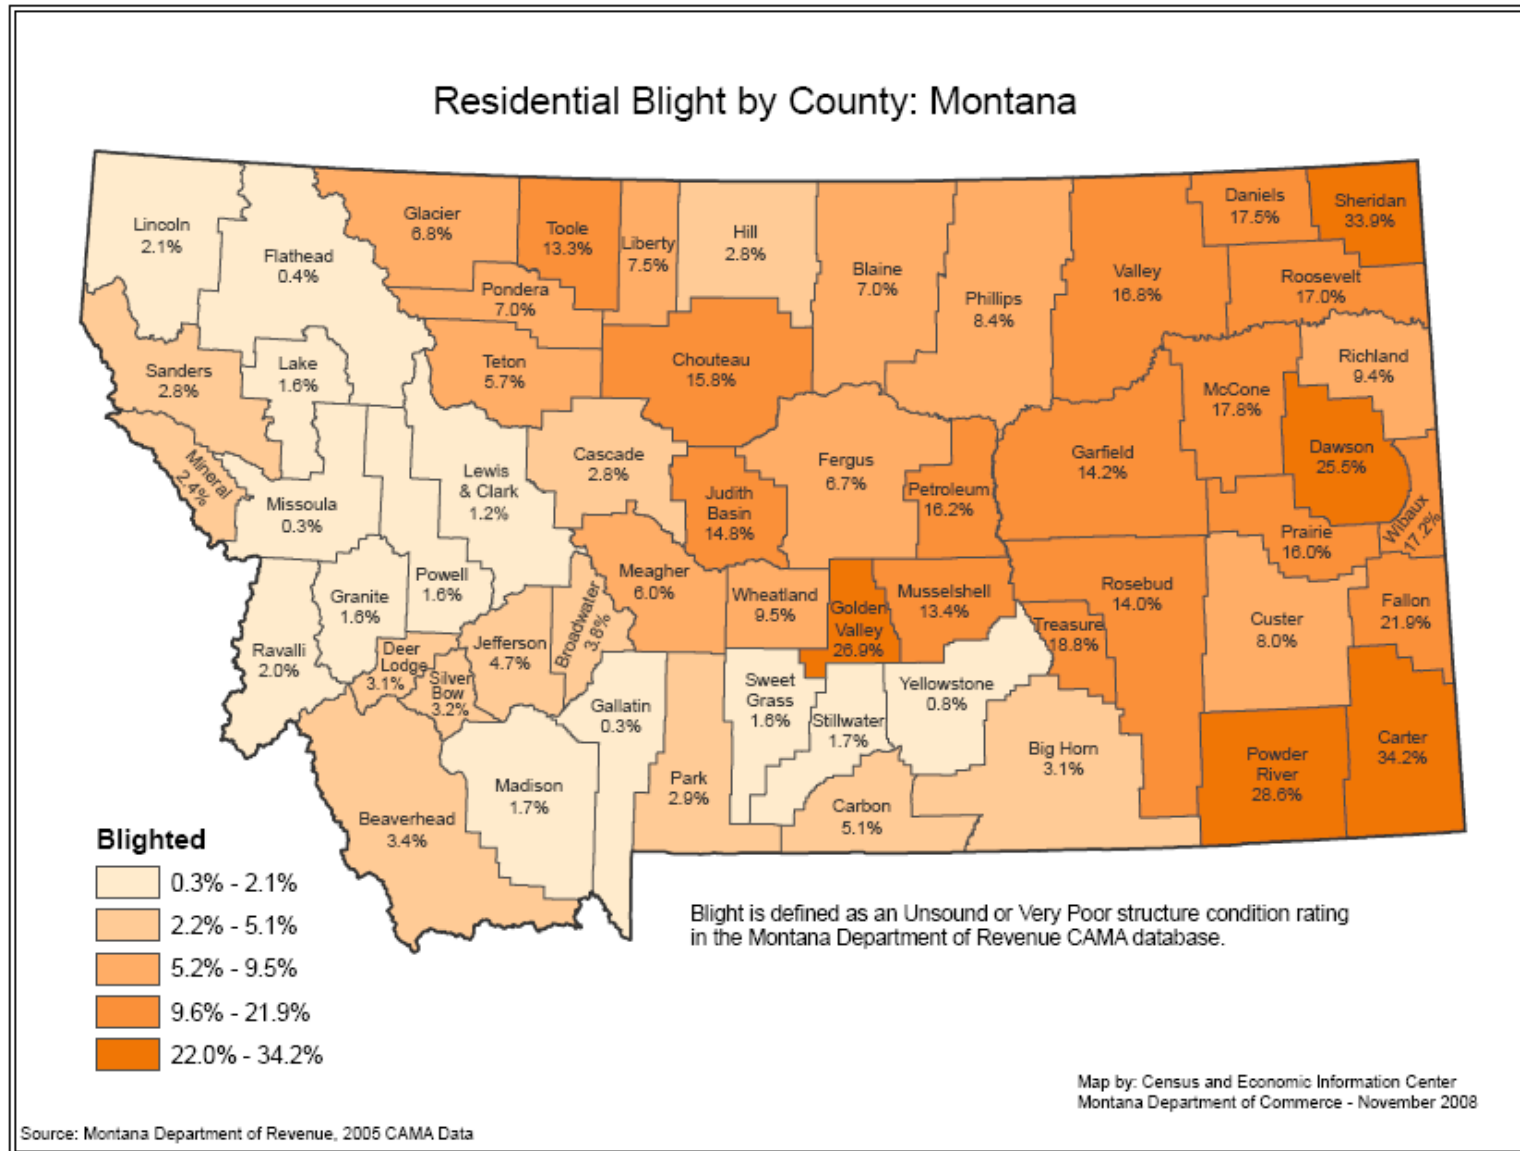 Residential Blight by County: Montana
Lincoln
2.1%
Flathead
0.4%
Glacier
6.8%
Toole
13.3%
Liberty
7.5%
Hill
2.8%
Blaine
7.0%
Phillips
8.4%
Valley
16.8%
Daniels
17.5%
Sheridan
33.9%
Roosevelt
17.0%
Pondera
7.0%
Teton
5.7%
Chouteau
15.8%
Sanders
2.8%
Lake
1.6%
Richland
9.4%
McCone
17.8%
Dawson
25.5%
Garfield
14.2%
Mineral
2.4%
Missoula
0.3%
Lewis
& Clark
1.2%
Cascade
2.8%
Judith
Basin
14.8%
Fergus
6.7%
Petroleum
16.2%
Prairie
16.0%
Wibaux
17.2%
Powell
1.6%
Granite
1.6%
Ravalli
2.0%
Deer
Lodge
3.1%
Silver
Bow
3.2%
Jefferson
4.7%
Broadwater
3.8%
Meagher
6.0%
Wheatland
9.5%
Golden
Valley
26.9%
Musselshell
13.4%
Treasure
18.8%
Rosebud
14.0%
Custer
8.0%
Fallon
21.9%
Gallatin
0.3%
Sweet
Grass
1.6%
Stillwater
1.7%
Yellowstone
0.8%
Big Horn
3.1%
Powder
River
28.6%
Carter
34.2%
Madison
1.7%
Park
2.9%
Carbon
5.1%
Beaverhead
3.4%
Blighted
0.3% - 2.1%
2.2% - 5.1%
5.2% - 9.5%
9.6% - 21.9%
22.0% - 34.2%
Blight is defined as an Unsound or Very Poor structure condition rating
in the Montana Department of Revenue CAMA database.
Map by: Census and Economic Information Center
Montana Department of Commerce - November 2008
Source: Montana Department of Revenue, 2005 CAMA Data